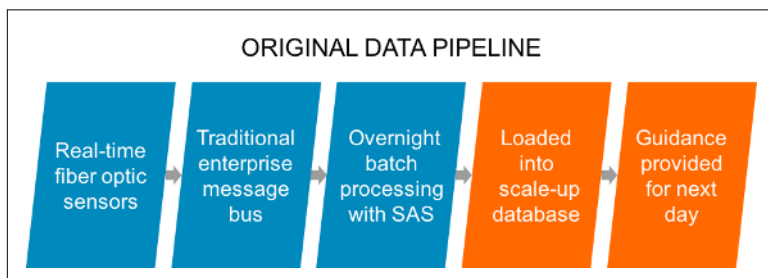 ORIGINAL DATA PIPELINE
Real-time
fiber optic
sensors
Traditional
enterprise
message
bus
Overnight
batch
processing
with SAS
Loaded
into
scale-up
database
Guidance
provided
for next
day